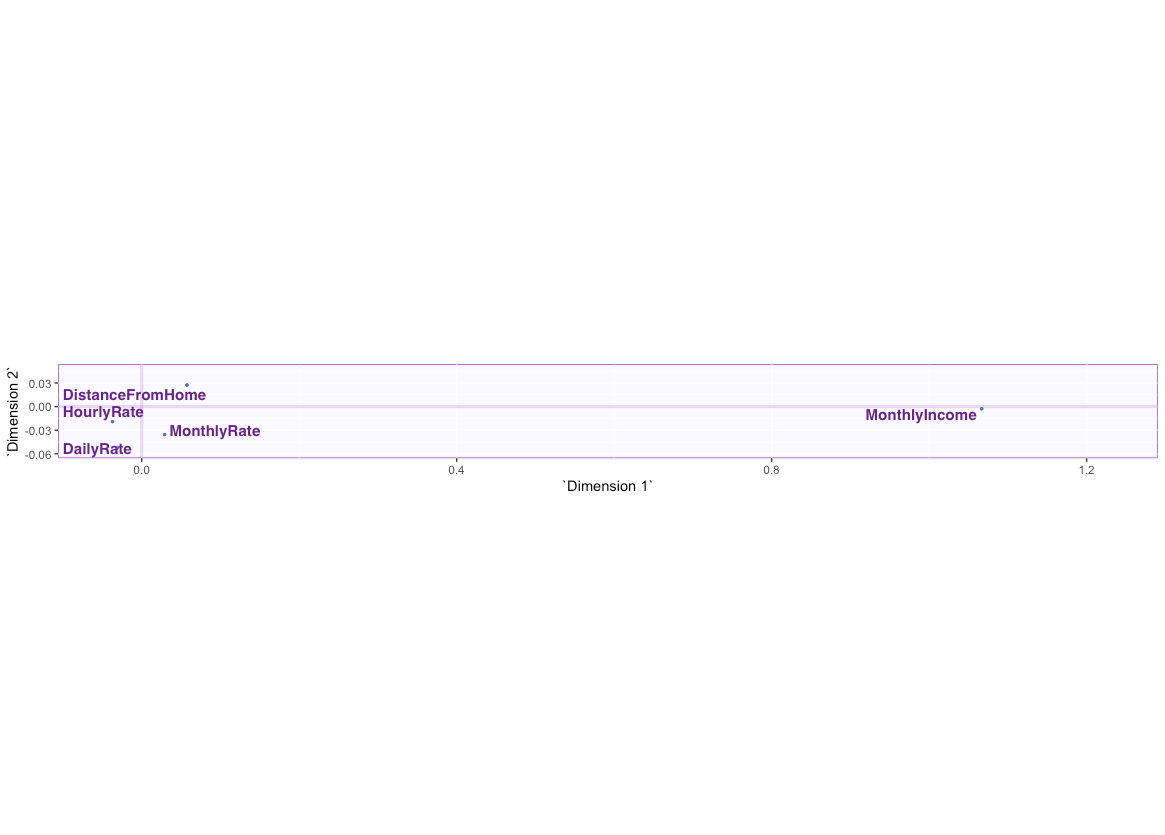 `Dimension 2`
0.03
0.00
-0.03
-0.06
DistanceFromHome
HourlyRate
MonthlyRate
DailyRate
MonthlyIncome
0.0
0.4
0.8
1.2
`Dimension 1`